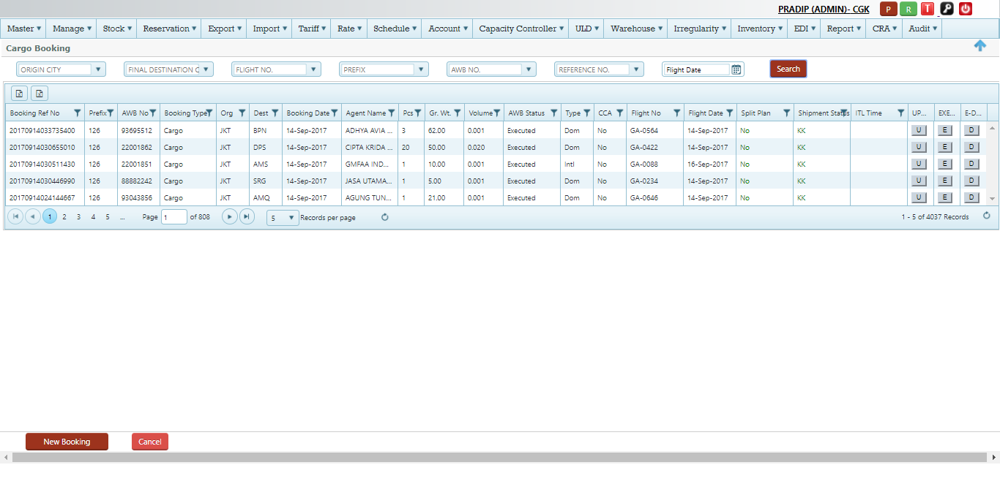 PRADIP (ADMIN)- CGK P R T
Master Manage Stock Reservation Export Import Tariff Rate Schedule Account Capacity Controller ULD Warehouse Irregularity Inventory EDI Report CRA Audit
Cargo Booking
ORIGIN CITY FINAL DESTINATION C FLIGHT NO. PREFIX AWB NO. REFERENCE NO. Flight Date Search
Booking Ref No Prefix AWB No Booking Type Org Dest Booking Date Agent Name Pcs Gr. Wt. Volume AWB Status Type CCA Flight No Flight Date Split Plan Shipment Status ITL Time UP... EXE... E-D...
20170914033735400 126 93695512 Cargo JKT BPN 14-Sep-2017 ADHYA AVIA ... 3 62.00 0.001 Executed Dom No GA-0564 14-Sep-2017 No KK U E D
20170914030655010 126 22001862 Cargo JKT DPS 14-Sep-2017 CIPTA KRIDA ... 20 50.00 0.020 Executed Dom No GA-0422 14-Sep-2017 No KK U E D
20170914030511430 126 22001851 Cargo JKT AMS 14-Sep-2017 GMFAA IND... 1 10.00 0.001 Executed Intl No GA-0088 16-Sep-2017 No KK U E D
20170914030446990 126 88882242 Cargo JKT SRG 14-Sep-2017 JASA UTAMA... 1 5.00 0.001 Executed Dom No GA-0234 14-Sep-2017 No KK U E D
20170914024144667 126 93043856 Cargo JKT AMQ 14-Sep-2017 AGUNG TUN... 1 21.00 0.001 Executed Dom No GA-0646 14-Sep-2017 No KK U E D
1 2 3 4 5 ... Page 1 of 808 5 Records per page 1 - 5 of 4037 Records
New Booking Cancel